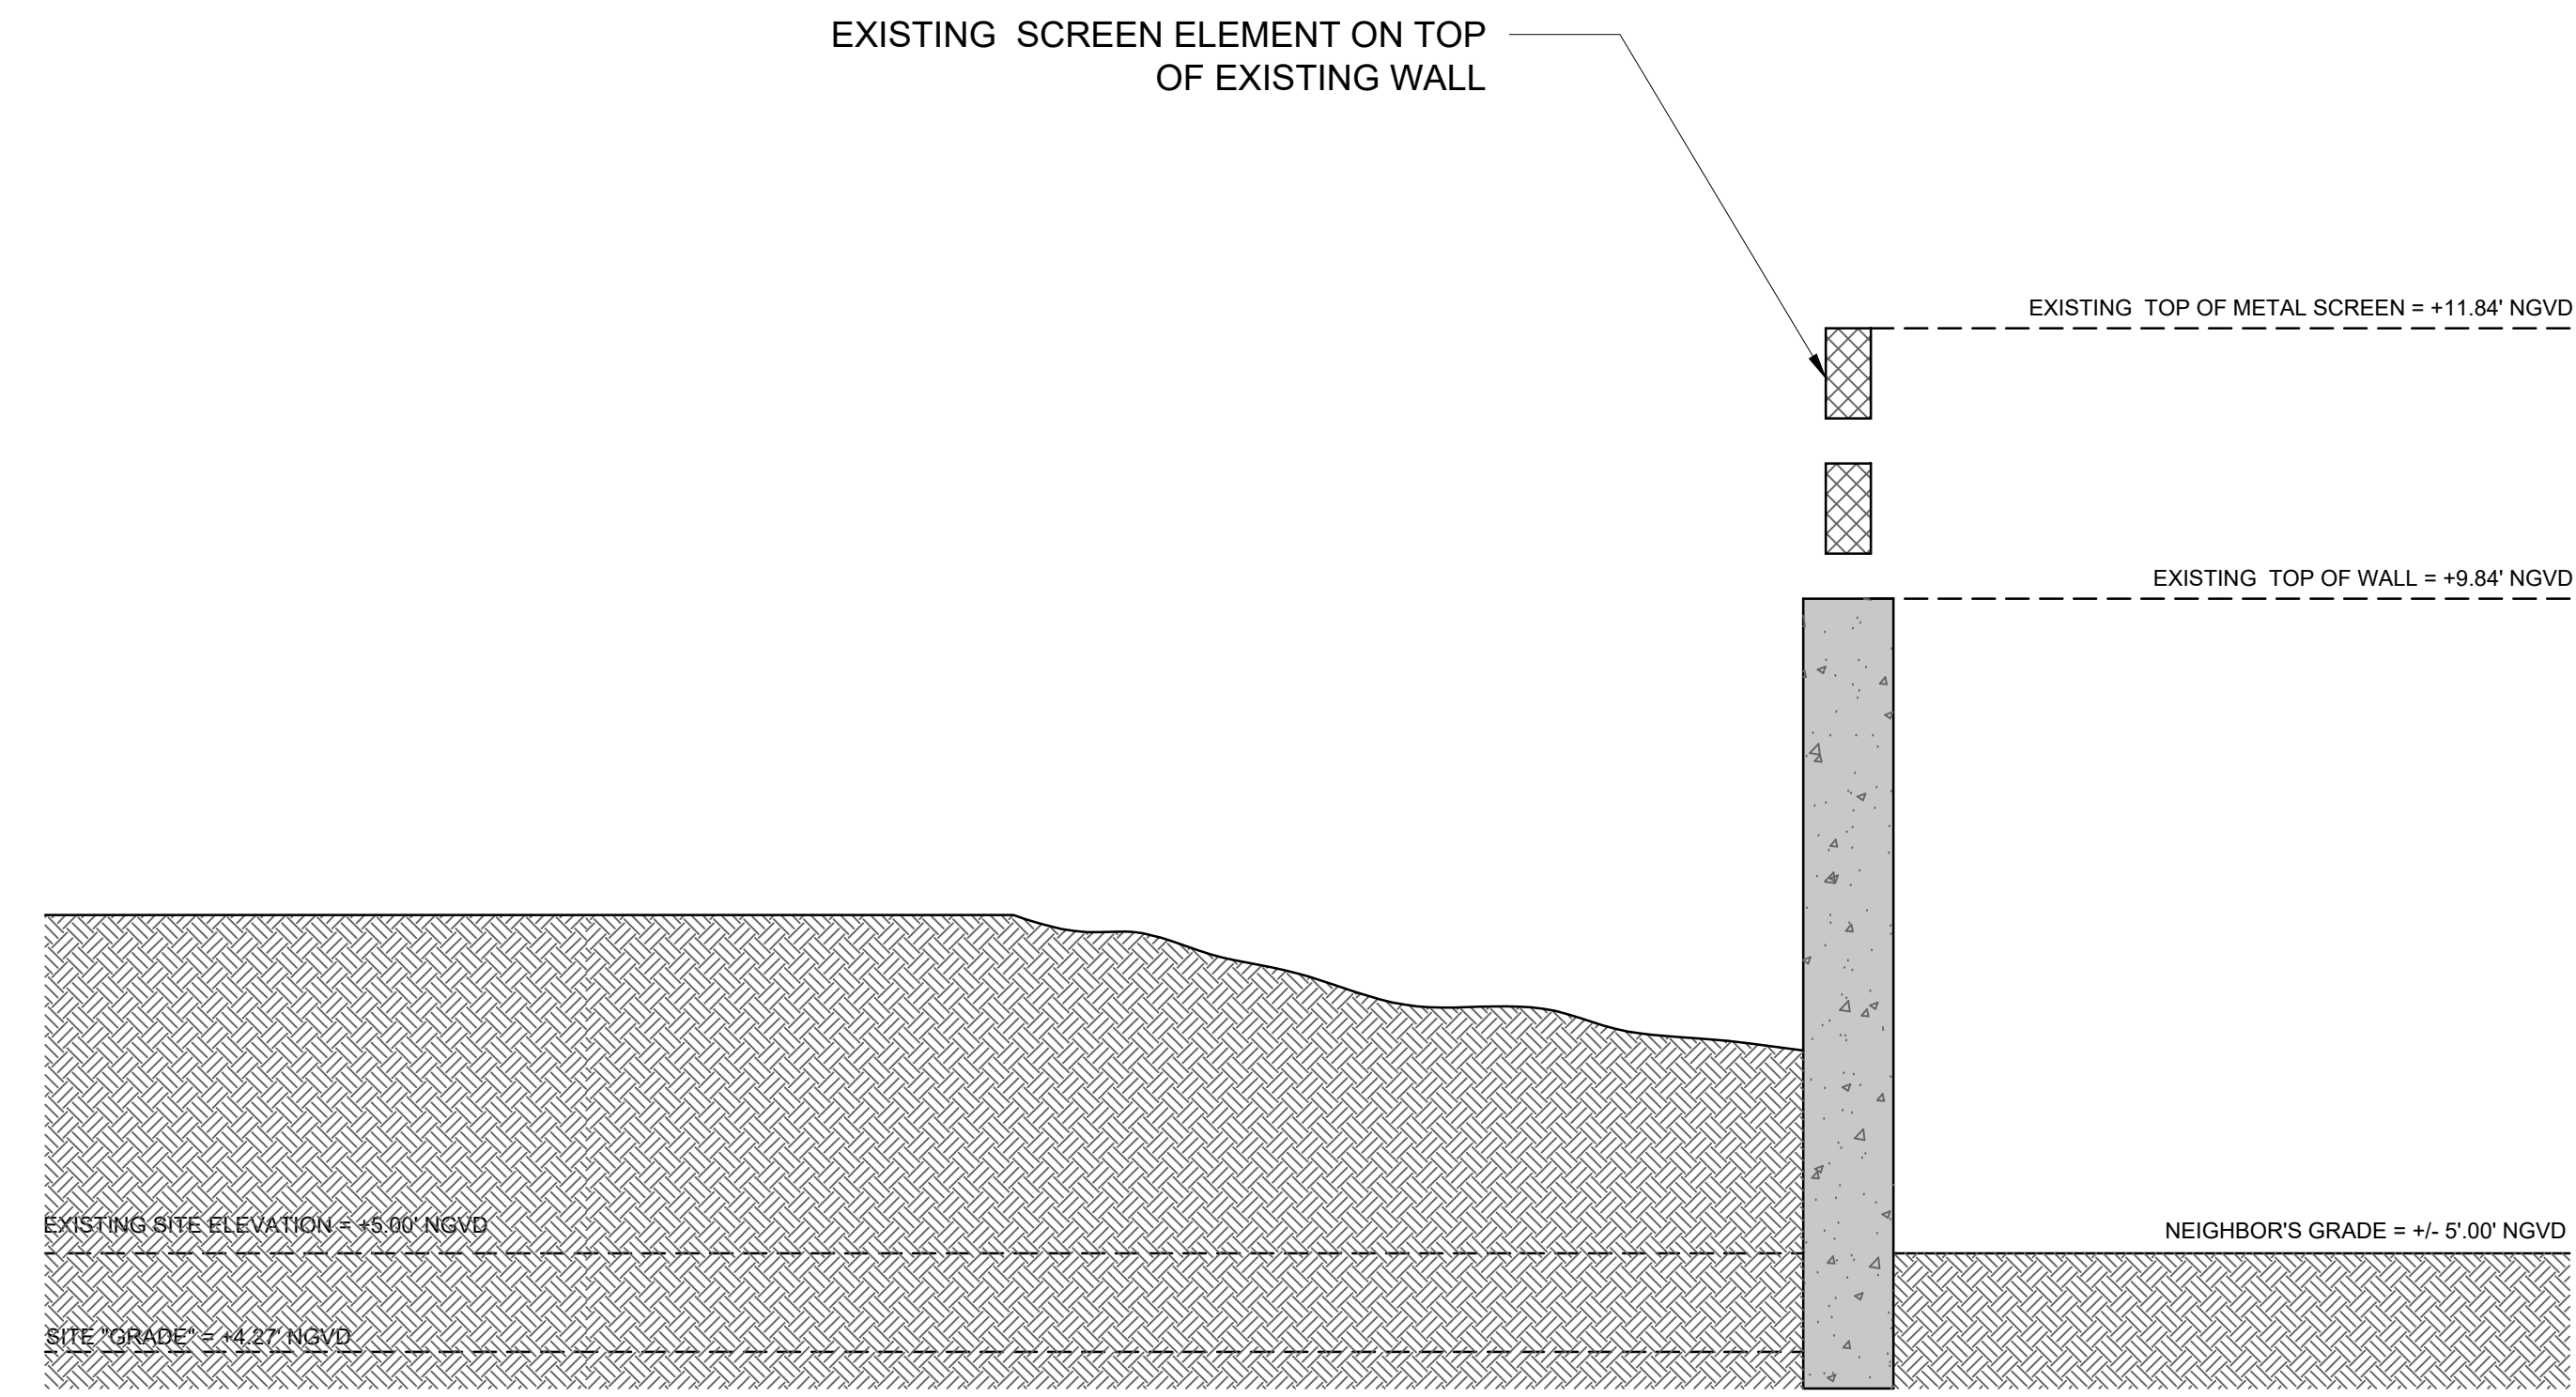 EXISTING  SCREEN ELEMENT ON TOP
OF EXISTING WALL
EXISTING  TOP OF METAL SCREEN = +11.84' NGVD
EXISTING  TOP OF WALL = +9.84' NGVD
EXISTING SITE ELEVATION = +5.00' NGVD
NEIGHBOR'S GRADE = +/- 5'.00' NGVD
SITE "GRADE" = +4.27' NGVD